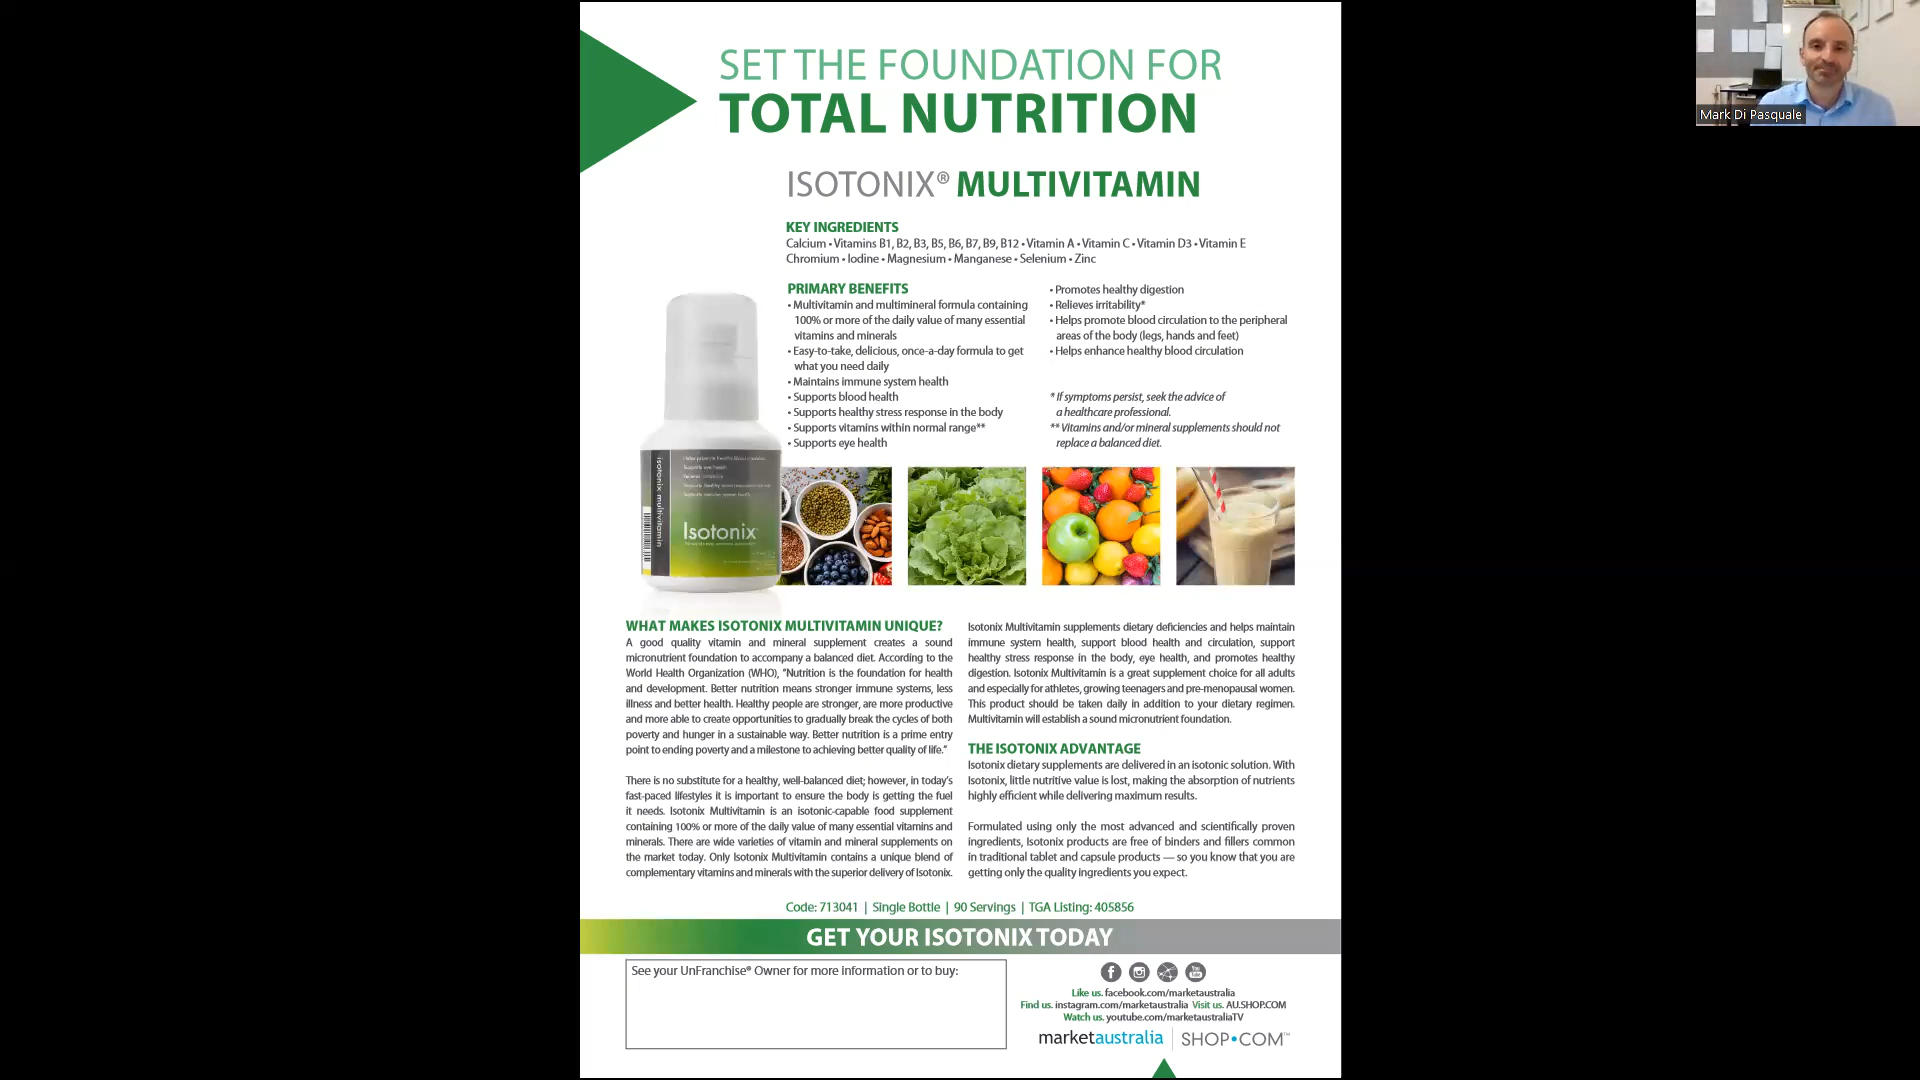 SET THE FOUNDATION FOR
TOTAL NUTRITION
ISOTONIX® MULTIVITAMIN
KEY INGREDIENTS
Calcium • Vitamins B1, B2, B3, B5, B6, B7, B9, B12 • Vitamin A • Vitamin C • Vitamin D3 • Vitamin E
Chromium • Iodine • Magnesium • Manganese • Selenium • Zinc
PRIMARY BENEFITS
• Multivitamin and multimineral formula containing
100% or more of the daily value of many essential
vitamins and minerals
• Easy-to-take, delicious, once-a-day formula to get
what you need daily
• Maintains immune system health
• Supports blood health
• Supports healthy stress response in the body
• Supports vitamins within normal range**
• Supports eye health
• Promotes healthy digestion
• Relieves irritability*
• Helps promote blood circulation to the peripheral
areas of the body (legs, hands and feet)
• Helps enhance healthy blood circulation
* If symptoms persist, seek the advice of
a healthcare professional.
** Vitamins and/or mineral supplements should not
replace a balanced diet.
isotonix multivitamin
Supports eye health
Isotonix
WHAT MAKES ISOTONIX MULTIVITAMIN UNIQUE?
A good quality vitamin and mineral supplement creates a sound
micronutrient foundation to accompany a balanced diet. According to the
World Health Organization (WHO), "Nutrition is the foundation for health
and development. Better nutrition means stronger immune systems, less
illness and better health. Healthy people are stronger, are more productive
and more able to create opportunities to gradually break the cycles of both
poverty and hunger in a sustainable way. Better nutrition is a prime entry
point to ending poverty and a milestone to achieving better quality of life."
There is no substitute for a healthy, well-balanced diet; however, in today's
fast-paced lifestyles it is important to ensure the body is getting the fuel
it needs. Isotonix Multivitamin is an isotonic-capable food supplement
containing 100% or more of the daily value of many essential vitamins and
minerals. There are wide varieties of vitamin and mineral supplements on
the market today. Only Isotonix Multivitamin contains a unique blend of
complementary vitamins and minerals with the superior delivery of Isotonix.
Isotonix Multivitamin supplements dietary deficiencies and helps maintain
immune system health, support blood health and circulation, support
healthy stress response in the body, eye health, and promotes healthy
digestion. Isotonix Multivitamin is a great supplement choice for all adults
and especially for athletes, growing teenagers and pre-menopausal women.
This product should be taken daily in addition to your dietary regimen.
Multivitamin will establish a sound micronutrient foundation.
THE ISOTONIX ADVANTAGE
Isotonix dietary supplements are delivered in an isotonic solution. With
Isotonix, little nutritive value is lost, making the absorption of nutrients
highly efficient while delivering maximum results.
Formulated using only the most advanced and scientifically proven
ingredients, Isotonix products are free of binders and fillers common
in traditional tablet and capsule products — so you know that you are
getting only the quality ingredients you expect.
Code: 713041 | Single Bottle | 90 Servings | TGA Listing: 405856
GET YOUR ISOTONIX TODAY
See your UnFranchise® Owner for more information or to buy:
Like us. facebook.com/marketaustralia
Find us. instagram.com/marketaustralia Visit us. AU.SHOP.COM
Watch us. youtube.com/marketaustraliaTV
marketaustralia | SHOP•COM™
Mark Di Pasquale